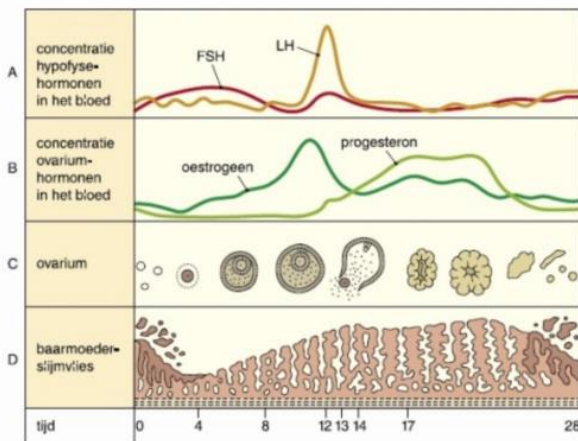 A
concentratie
hypofyse-
hormonen
in het bloed
FSH
LH
B
concentratie
ovarium-
hormonen
in het bloed
oestrogeen
progesteron
C
ovarium
D
baarmoeder-
slijmvlies
tijd
0 4 8 12 13 14 17 28